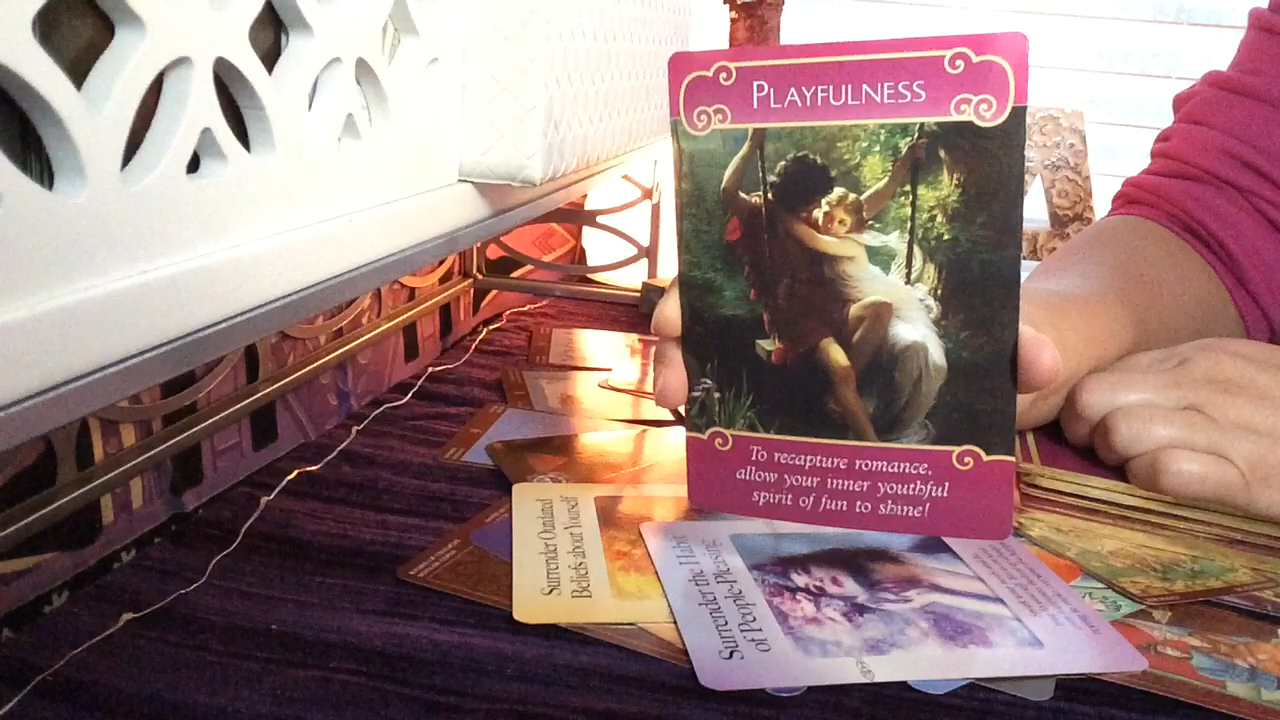 PLAYFULNESS
To recapture romance,
allow your inner youthful
spirit of fun to shine!
Surrender Outdated
Beliefs about Yourself
Surrender the Habit
of People-Pleasing